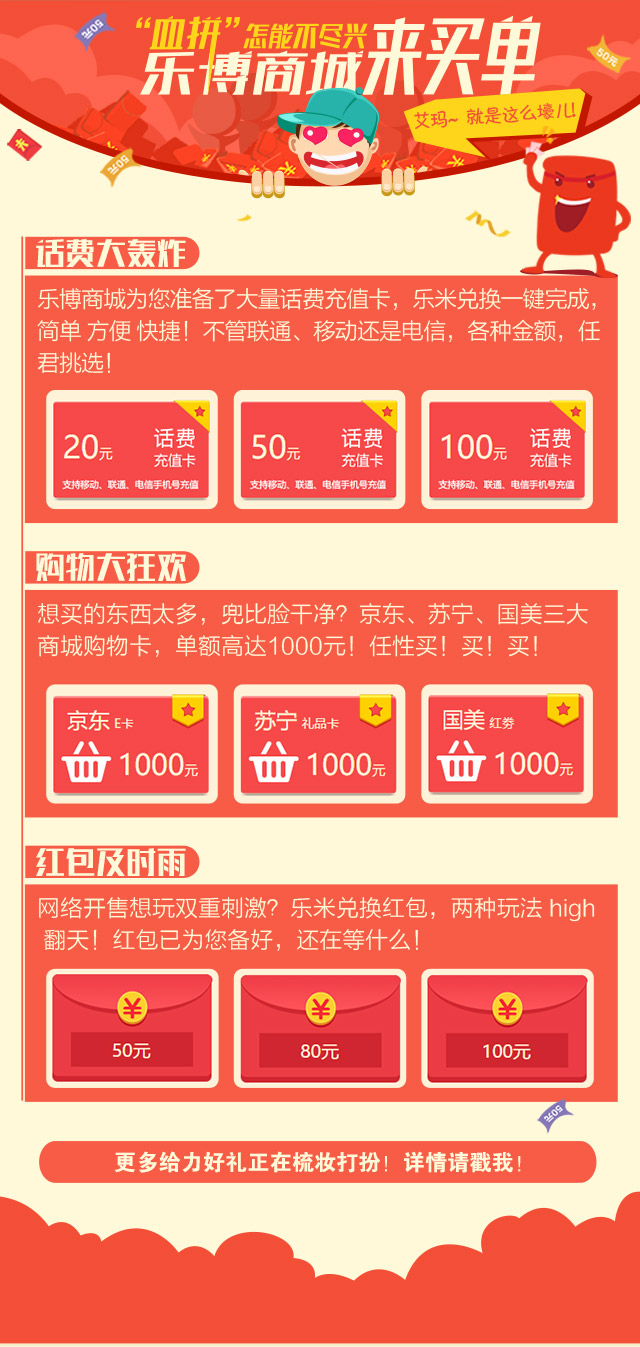 “血拼”怎能不尽兴
乐博商城来买单
50元
50元
50元
艾玛~ 就是这么壕儿!
话费大轰炸
乐博商城为您准备了大量话费充值卡，乐米兑换一键完成，
简单 方便 快捷！不管联通、移动还是电信，各种金额，任
君挑选！
20元 话费
充值卡
支持移动、联通、电信手机号充值
50元 话费
充值卡
支持移动、联通、电信手机号充值
100元 话费
充值卡
支持移动、联通、电信手机号充值
购物大狂欢
想买的东西太多，兜比脸干净？京东、苏宁、国美三大
商城购物卡，单额高达1000元！任性买！买！买！
京东 E卡
1000元
苏宁 礼品卡
1000元
国美 红券
1000元
红包及时雨
网络开售想玩双重刺激？乐米兑换红包，两种玩法 high
翻天！红包已为您备好，还在等什么！
¥
50元
¥
80元
¥
100元
50元
更多给力好礼正在梳妆打扮！详情请戳我！